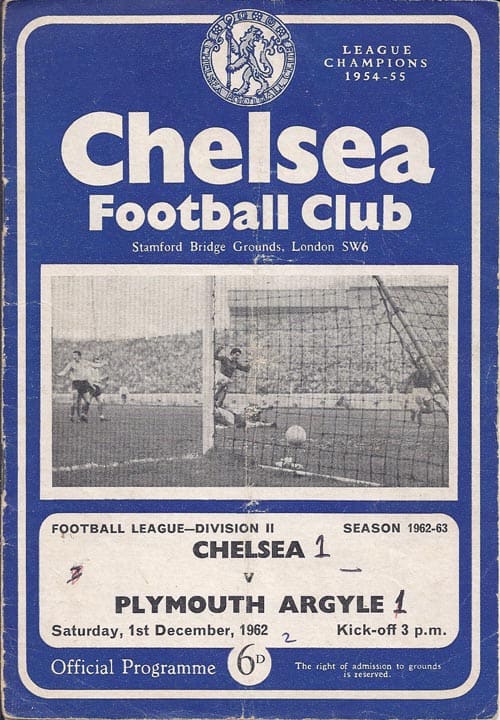 LEAGUE
CHAMPIONS
1954-55
Chelsea
Football Club
Stamford Bridge Grounds, London SW6
FOOTBALL LEAGUE—DIVISION II SEASON 1962-63
CHELSEA 1
v
PLYMOUTH ARGYLE 1
Saturday, 1st December, 1962 2 Kick-off 3 p.m.
Official Programme 6D The right of admission to grounds
is reserved.